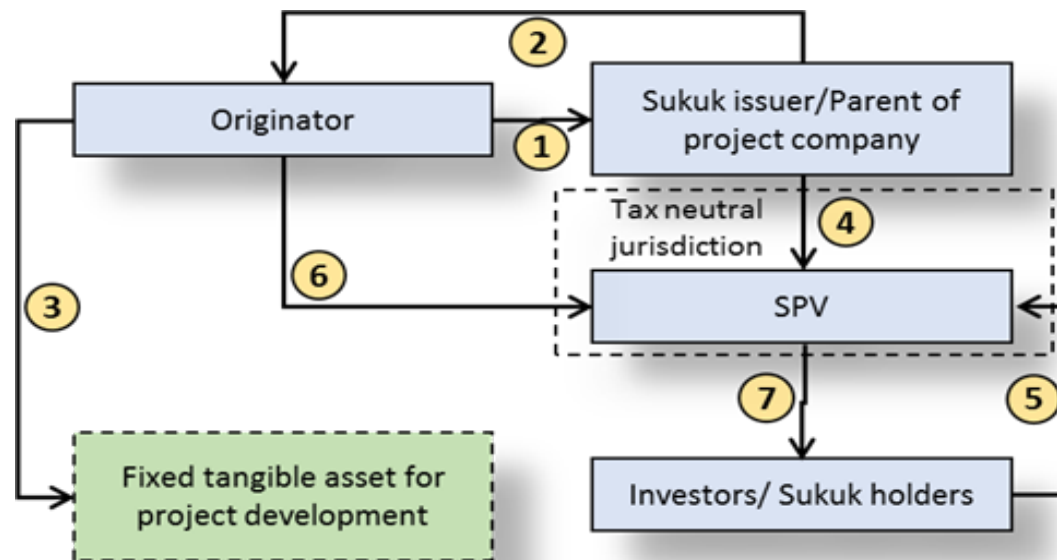 2
Originator
1
Sukuk issuer/Parent of
project company
Tax neutral
jurisdiction
4
6
SPV
3
7
5
Fixed tangible asset for
project development
Investors/ Sukuk holders